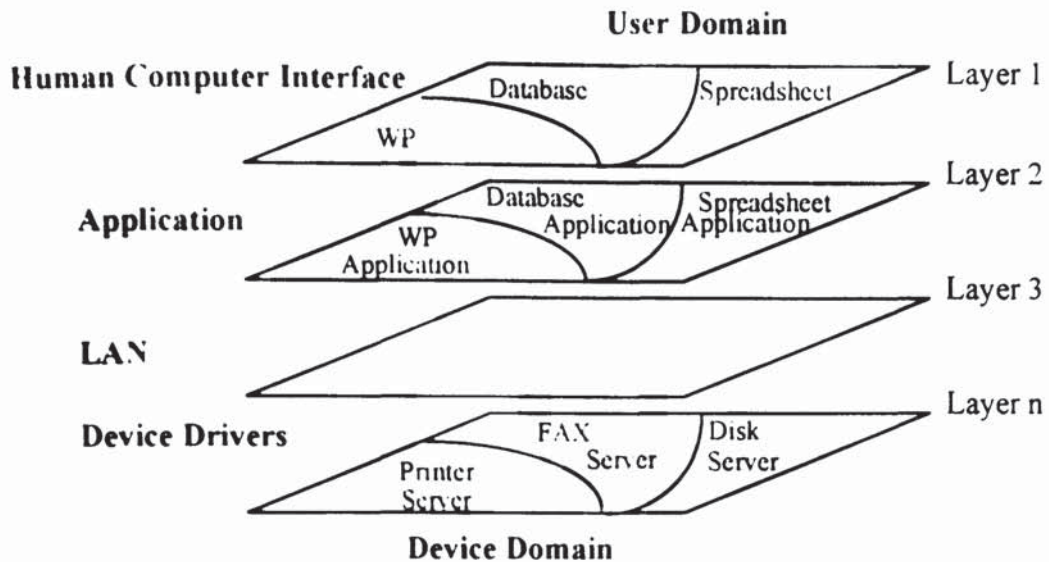 User Domain
Human Computer Interface
Layer 1
Database
Spreadsheet
WP
Layer 2
Application
Database
Application
Spreadsheet
Application
WP
Application
Layer 3
LAN
Layer n
Device Drivers
FAX
Server
Disk
Server
Printer
Server
Device Domain